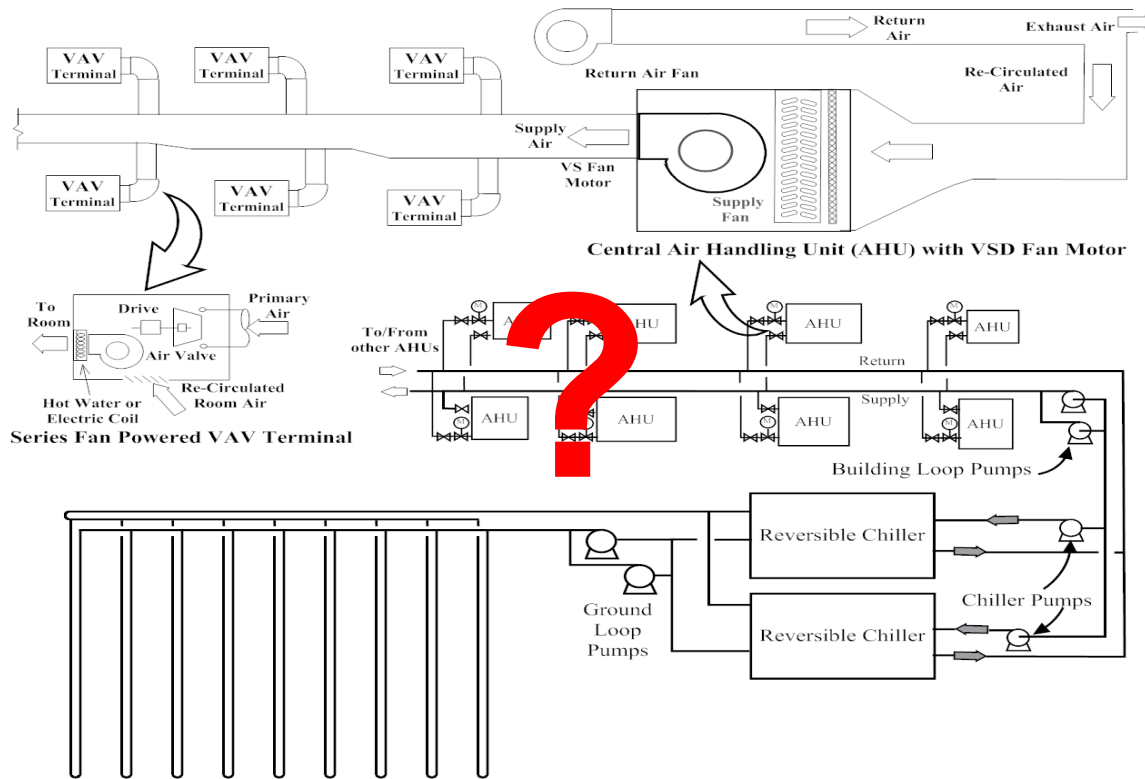 VAV
Terminal
VAV
Terminal
VAV
Terminal
Return
Air
Exhaust Air
Return Air Fan
Re-Circulated
Air
Supply
Air
VS Fan
Motor
Supply
Fan
VAV
Terminal
VAV
Terminal
VAV
Terminal
Central Air Handling Unit (AHU) with VSD Fan Motor
To
Room
Drive
Primary
Air
Air Valve
Re-Circulated
Room Air
Hot Water or
Electric Coil
Series Fan Powered VAV Terminal
?
To/From
other AHUs
M
M
M
AHU
AHU
AHU
Return
Supply
M
AHU
M
AHU
M
AHU
M
AHU
Building Loop Pumps
Reversible Chiller
Chiller Pumps
Reversible Chiller
Ground
Loop
Pumps